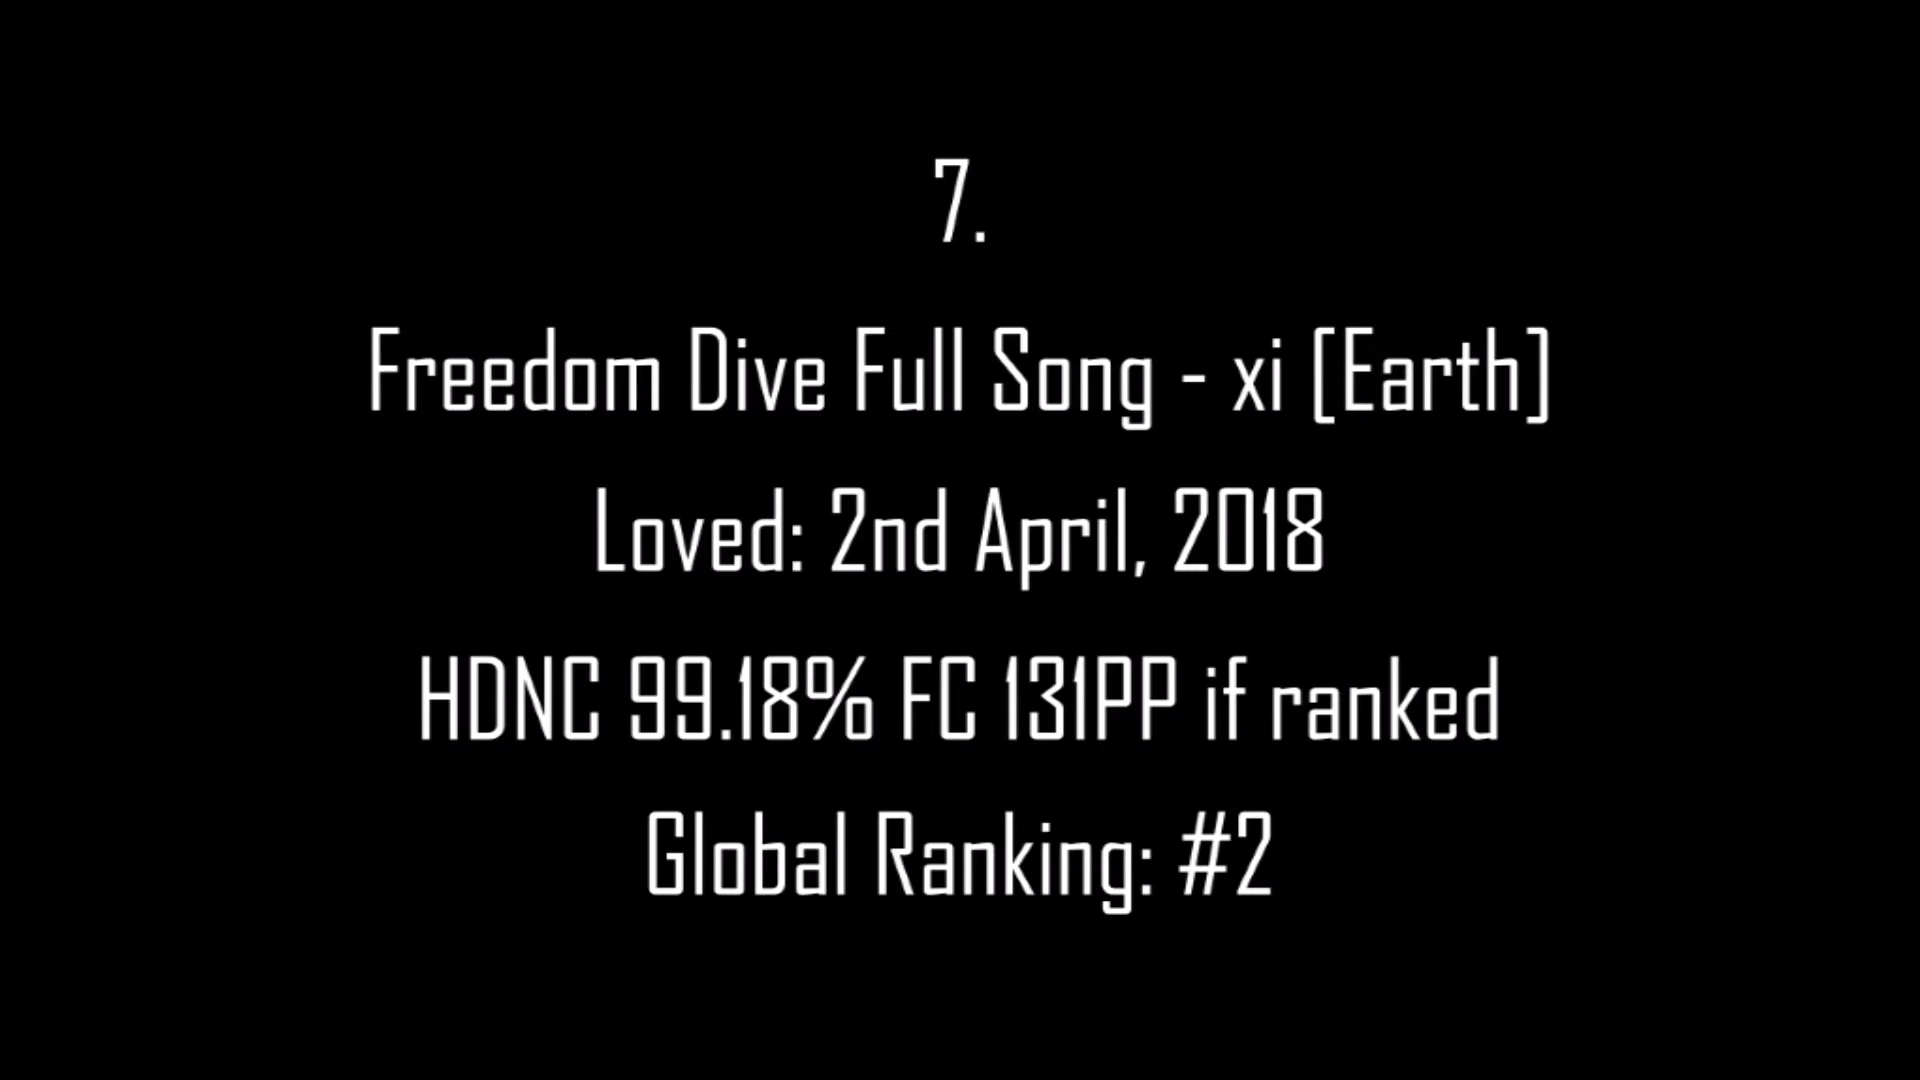 7.
Freedom Dive Full Song - xi [Earth]
Loved: 2nd April, 2018
HDNC 99.18% FC 131PP if ranked
Global Ranking: #2